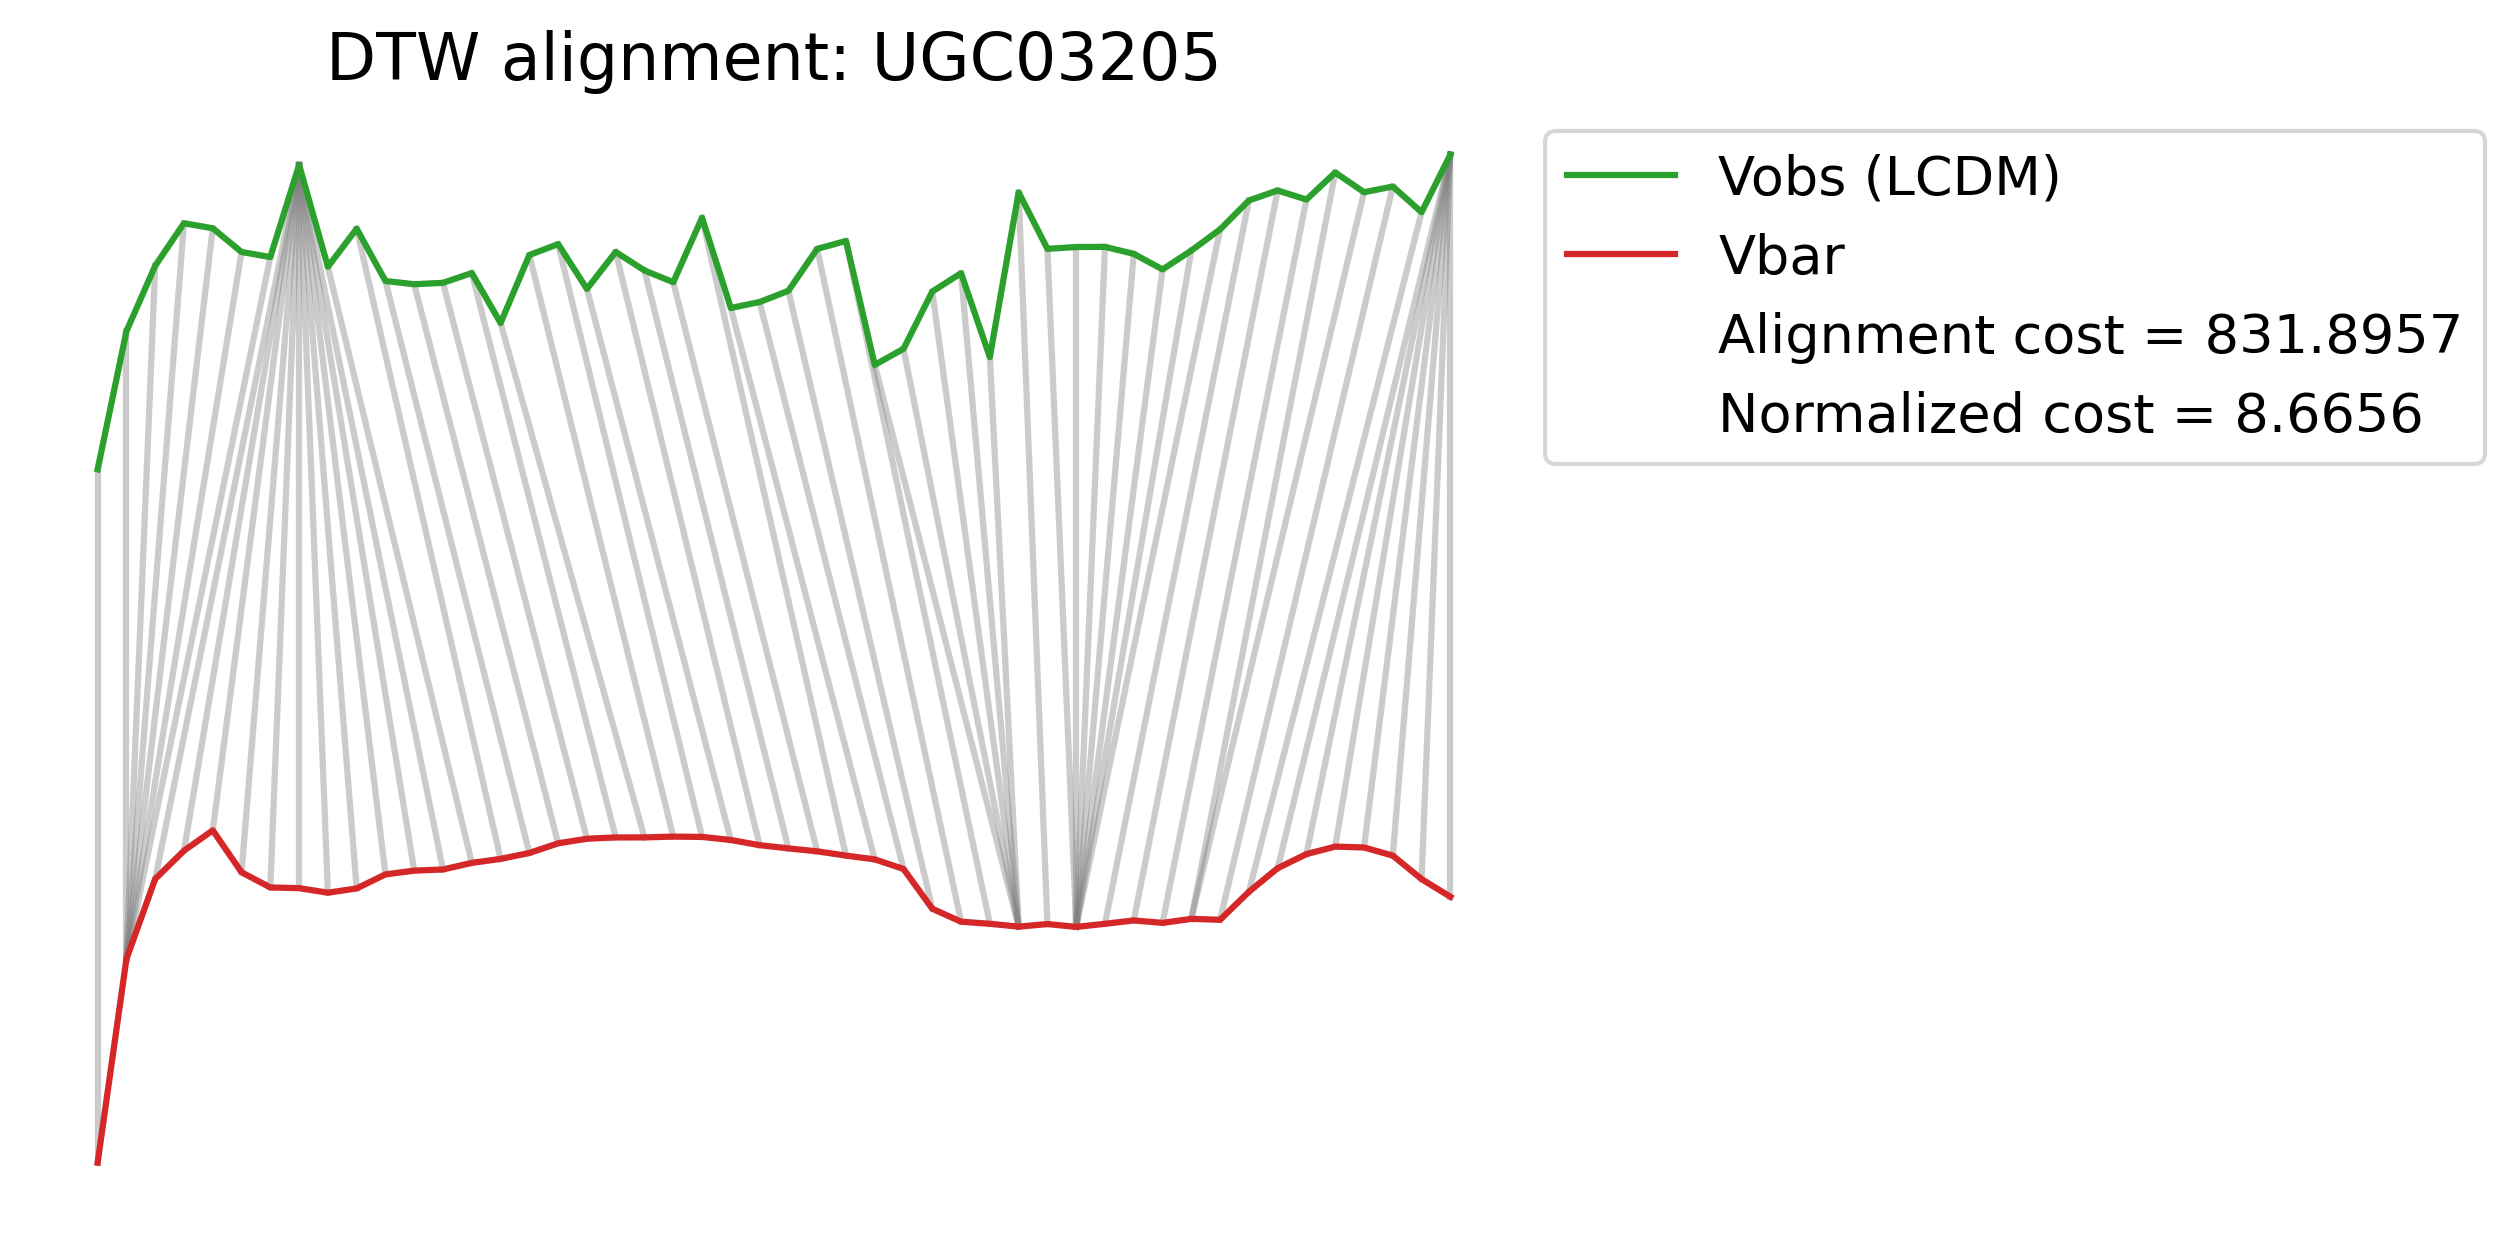 DTW alignment: UGC03205
Vobs (LCDM)
Vbar
Alignment cost = 831.8957
Normalized cost = 8.6656